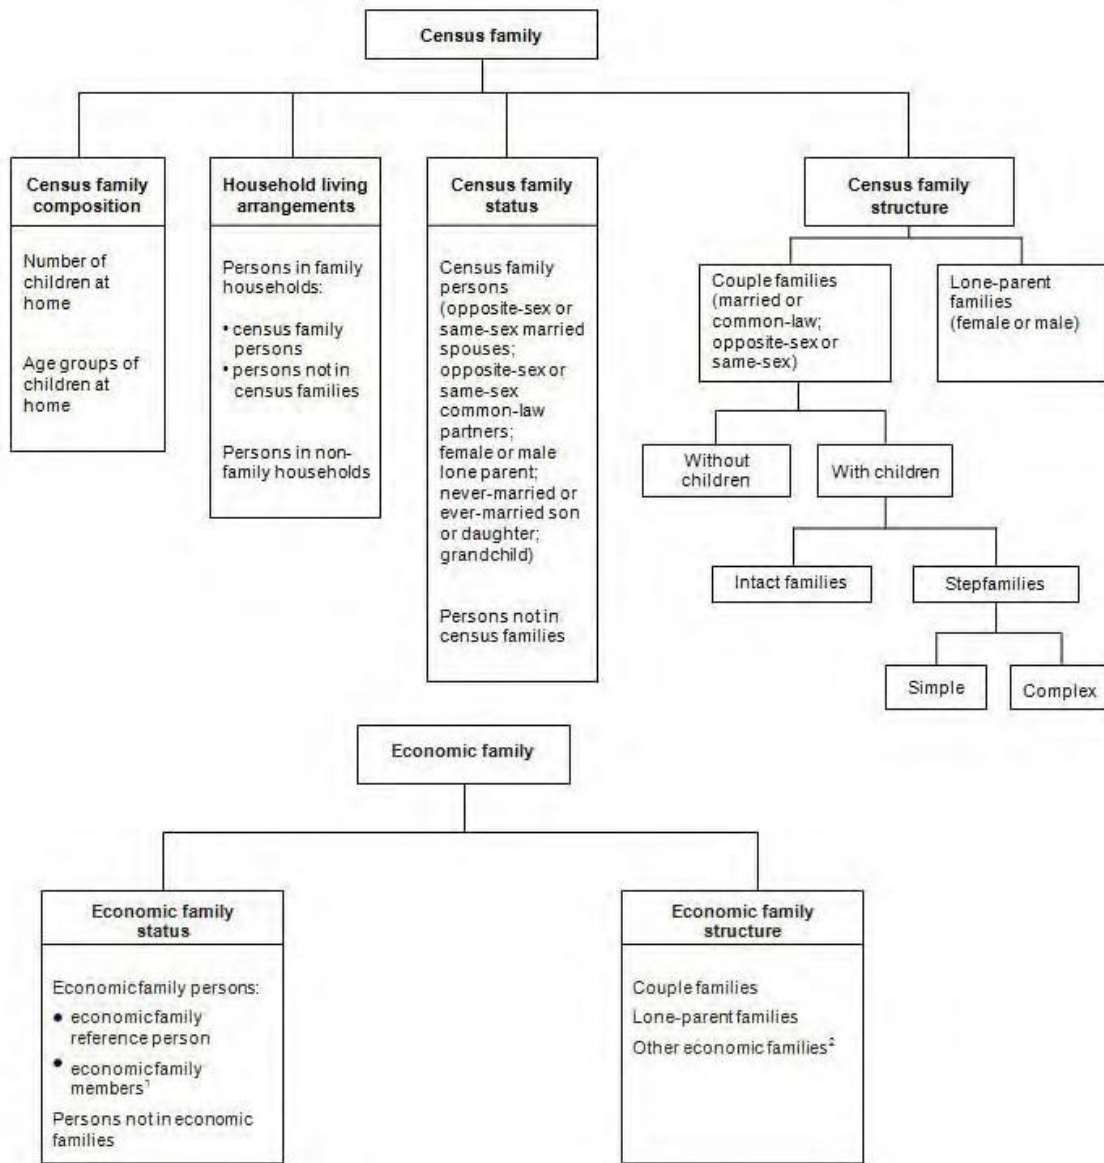 Census family
Census family
composition
Number of
children at
home
Age groups of
children at
home
Household living
arrangements
Persons in family
households:
• census family
persons
• persons not in
census families
Persons in non-
family households
Census family
status
Census family
persons
(opposite-sex or
same-sex married
spouses;
opposite-sex or
same-sex
common-law
partners;
female or male
lone parent;
never-married or
ever-married son
or daughter;
grandchild)
Persons not in
census families
Census family
structure
Couple families
(married or
common-law;
opposite-sex or
same-sex)
Lone-parent
families
(female or male)
Without
children
With children
Intact families
Stepfamilies
Simple
Complex
Economic family
Economic family
status
Economic family persons:
• economic family
reference person
• economic family
members¹
Persons not in economic
families
Economic family
structure
Couple families
Lone-parent families
Other economic families²